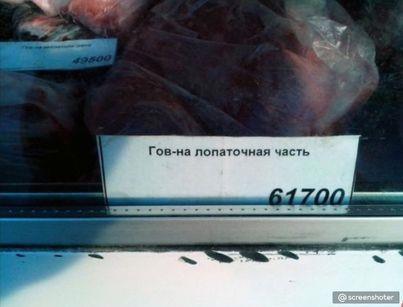 49500
Гов-на лопаточная часть
61700
@screenshoter